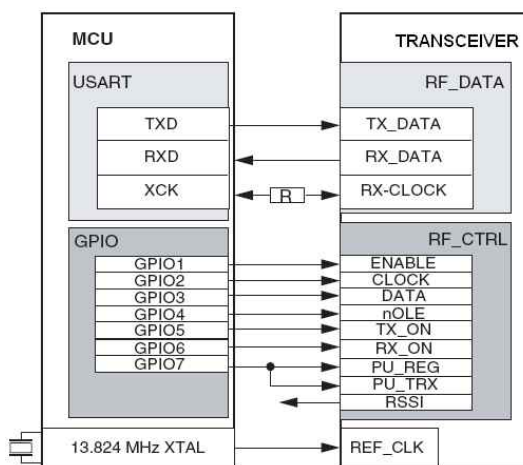 MCU
TRANSCEIVER
USART
RF_DATA
TXD
TX_DATA
RXD
RX_DATA
XCK
R
RX-CLOCK
GPIO
RF_CTRL
GPIO1
ENABLE
GPIO2
CLOCK
GPIO3
DATA
GPIO4
nOLE
GPIO5
TX_ON
GPIO6
RX_ON
GPIO7
PU_REG
PU_TRX
RSSI
13.824 MHz XTAL
REF_CLK